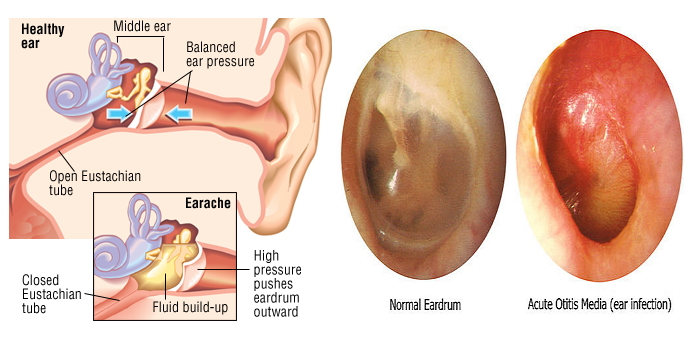 Healthy
ear
Middle ear
Balanced
ear pressure
Open Eustachian
tube
Earache
Closed
Eustachian
tube
Fluid build-up
High
pressure
pushes
eardrum
outward
Normal Eardrum
Acute Otitis Media (ear infection)